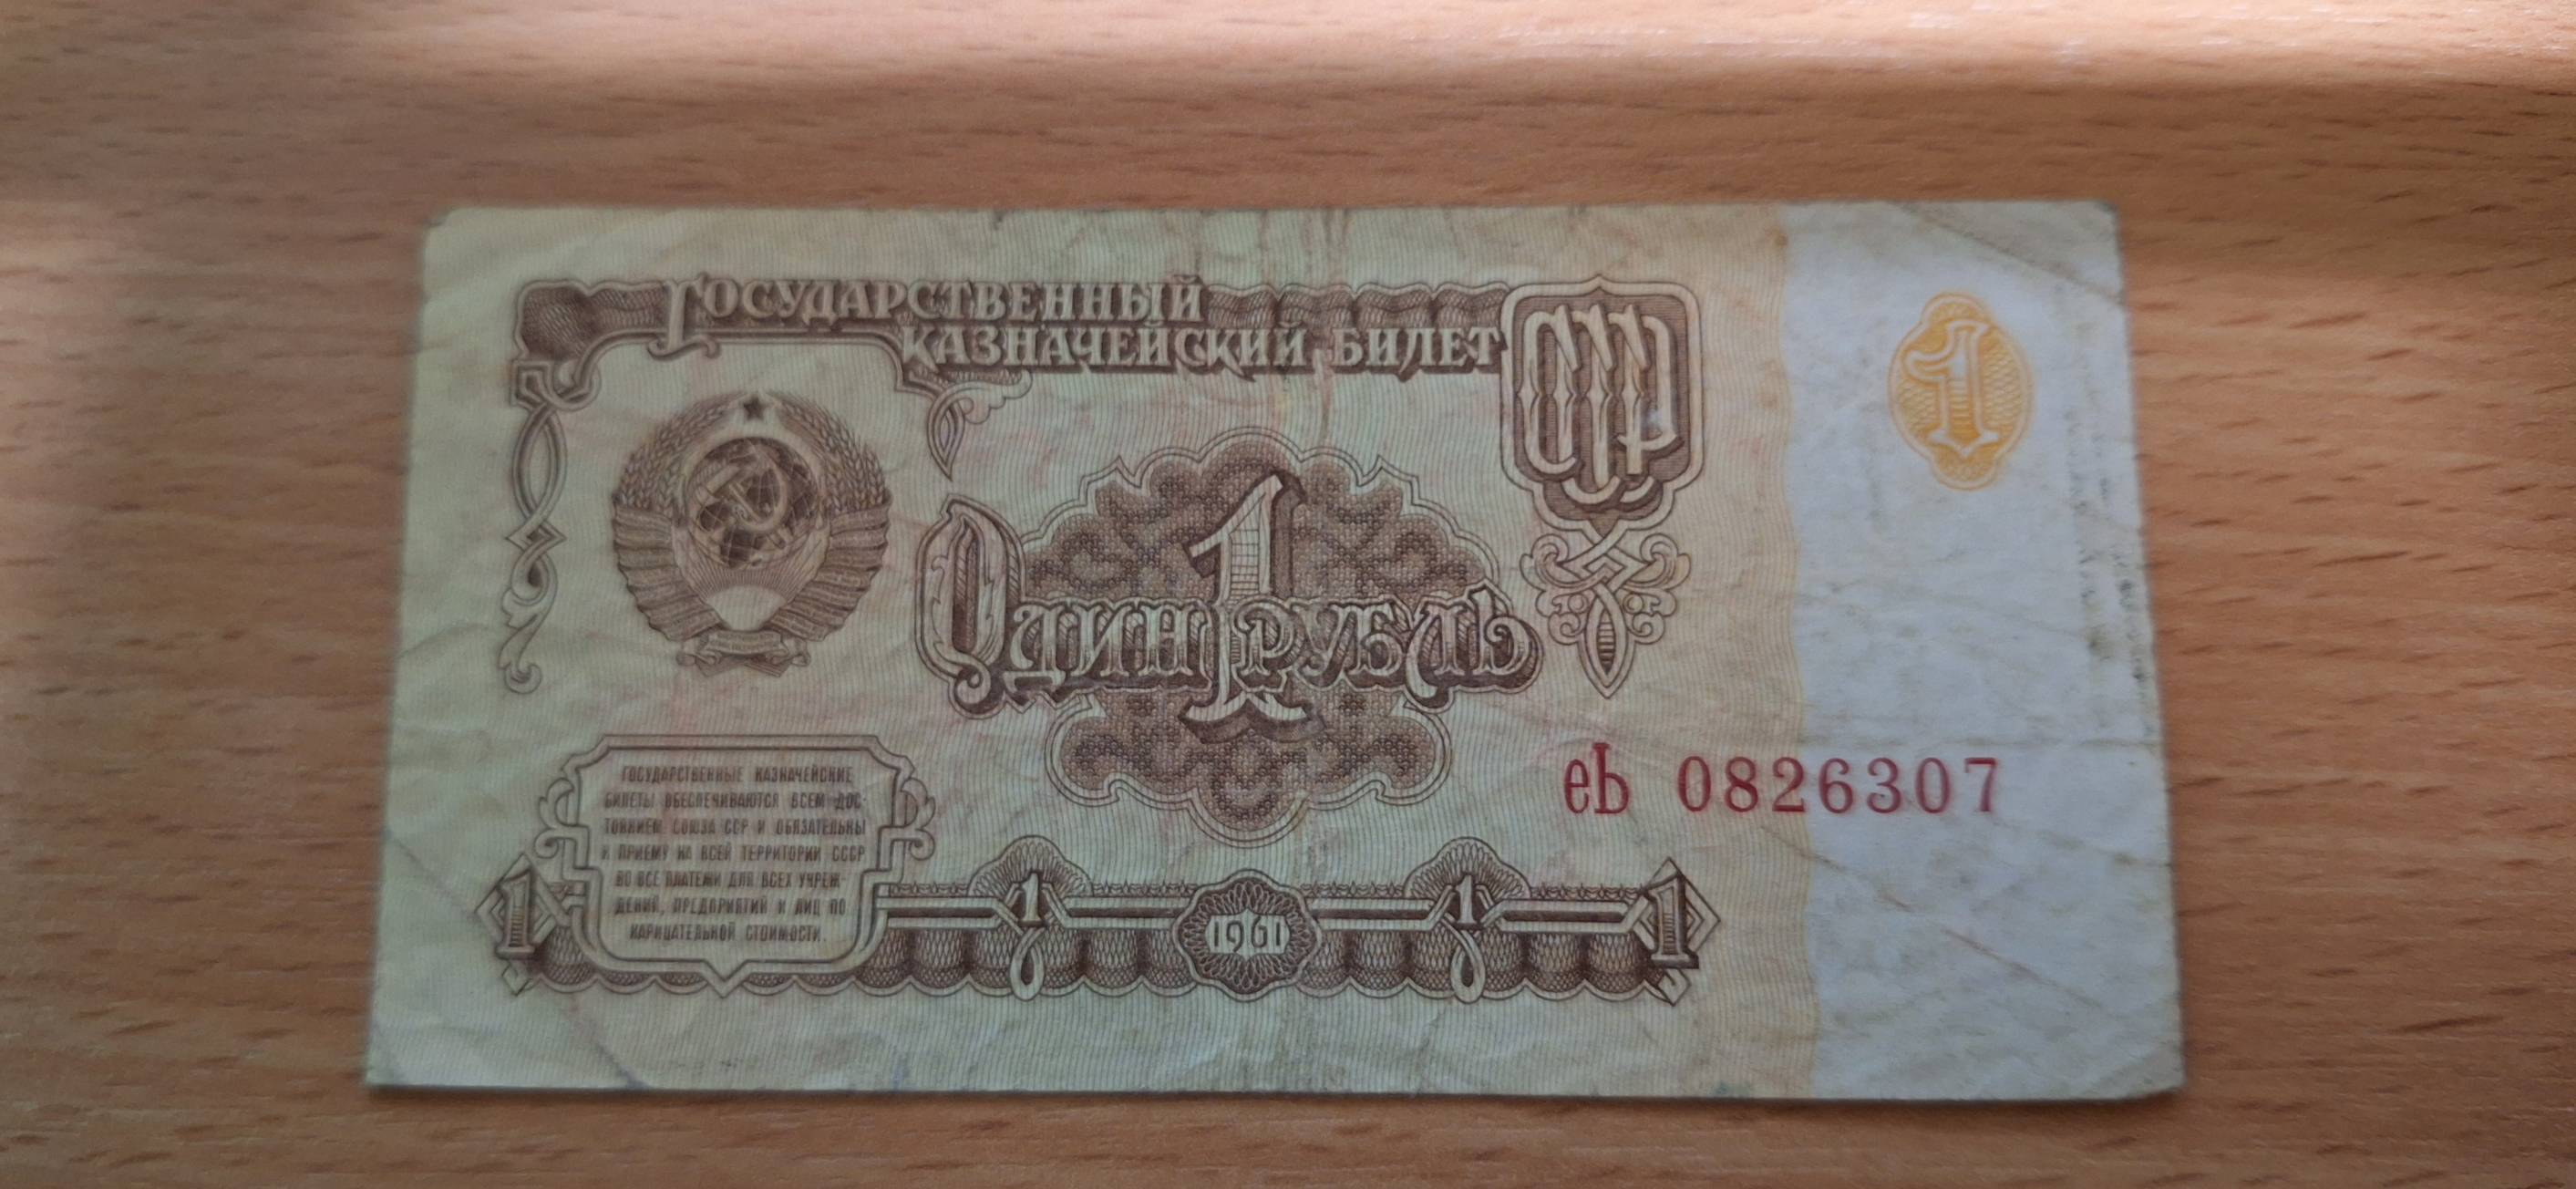 ГОСУДАРСТВЕННЫЙ
КАЗНАЧЕЙСКИЙ БИЛЕТ
СССР
1
1
ОДИН РУБЛЬ
еЬ 0826307
ГОСУДАРСТВЕННЫЕ КАЗНАЧЕЙСКИЕ
БИЛЕТЫ ОБЕСПЕЧИВАЮТСЯ ВСЕМ ДОС-
ТОЯНИЕМ СОЮЗА ССР И ОБЯЗАТЕЛЬНЫ
К ПРИЕМУ НА ВСЕЙ ТЕРРИТОРИИ СССР
ВО ВСЕ ПЛАТЕЖИ ДЛЯ ВСЕХ УЧРЕЖ-
ДЕНИЙ, ПРЕДПРИЯТИЙ И ЛИЦ ПО
НАРИЦАТЕЛЬНОЙ СТОИМОСТИ.
1
1
1961
1
1